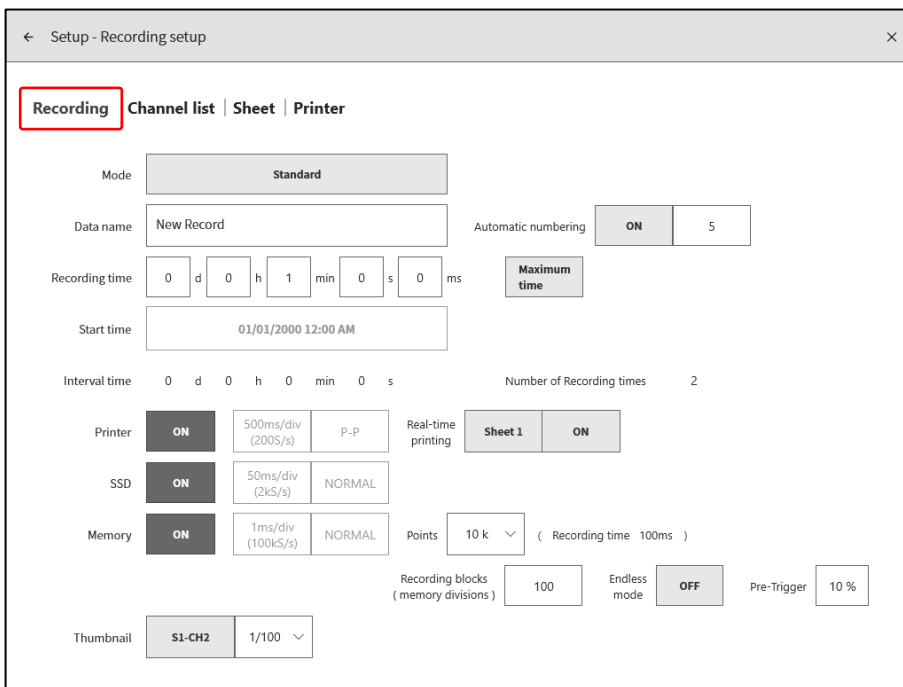 ← Setup - Recording setup ×
Recording Channel list | Sheet | Printer
Mode Standard
Data name New Record Automatic numbering ON 5
Recording time 0 d 0 h 1 min 0 s 0 ms Maximum time
Start time 01/01/2000 12:00 AM
Interval time 0 d 0 h 0 min 0 s Number of Recording times 2
Printer ON 500ms/div (200S/s) P-P Real-time printing Sheet 1 ON
SSD ON 50ms/div (2kS/s) NORMAL
Memory ON 1ms/div (100kS/s) NORMAL Points 10 k ( Recording time 100ms )
Recording blocks ( memory divisions ) 100 Endless mode OFF Pre-Trigger 10 %
Thumbnail S1-CH2 1/100